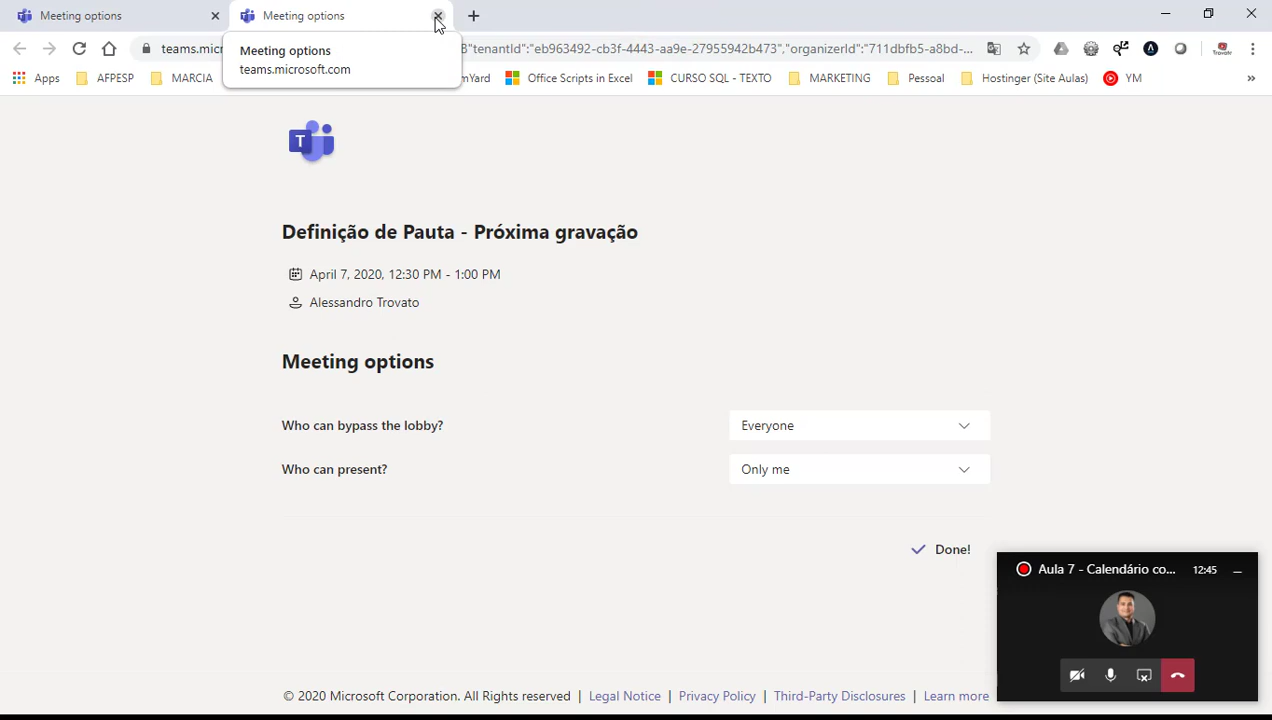 Meeting options
Meeting options
teams.micr
"tenantId":"eb963492-cb3f-4443-aa9e-27955942b473","organizerId":"711dbfb5-a8bd-...
Meeting options
teams.microsoft.com
Apps
AFPESP
MARCIA
mYard
Office Scripts in Excel
CURSO SQL - TEXTO
MARKETING
Pessoal
Hostinger (Site Aulas)
YM
»
T
Definição de Pauta - Próxima gravação
April 7, 2020, 12:30 PM - 1:00 PM
Alessandro Trovato
Meeting options
Who can bypass the lobby?
Everyone
Who can present?
Only me
Done!
Aula 7 - Calendário co...
12:45
© 2020 Microsoft Corporation. All Rights reserved | Legal Notice | Privacy Policy | Third-Party Disclosures | Learn more